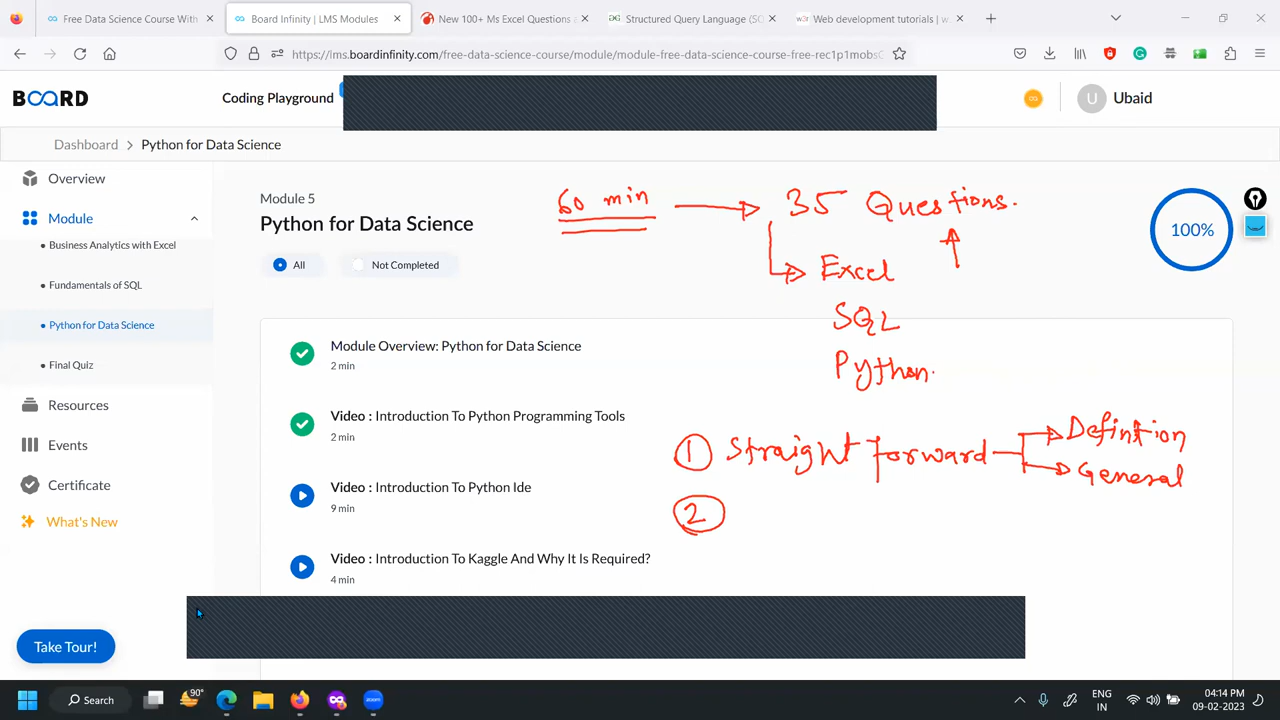 Free Data Science Course With
Board Infinity | LMS Modules
New 100+ Ms Excel Questions a
Structured Query Language (SQ
Web development tutorials | w
https://lms.boardinfinity.com/free-data-science-course/module/module-free-data-science-course-free-rec1p1mobsG
BOARD
Coding Playground
U
Ubaid
Dashboard > Python for Data Science
Overview
Module
Business Analytics with Excel
Fundamentals of SQL
Python for Data Science
Final Quiz
Resources
Events
Certificate
What's New
Take Tour!
Module 5
Python for Data Science
All
Not Completed
100%
60 min
35 Questions.
Excel
SQL
Python.
Module Overview: Python for Data Science
2 min
Video : Introduction To Python Programming Tools
2 min
Video : Introduction To Python Ide
9 min
Video : Introduction To Kaggle And Why It Is Required?
4 min
1 Straight forward
Defintion
General
2
Search
90°
zoom
ENG
IN
04:14 PM
09-02-2023